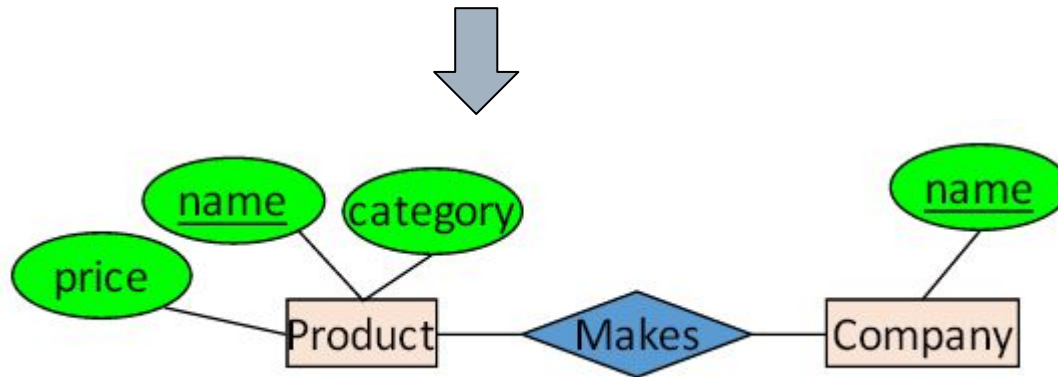 name
category
name
price
Product
Makes
Company